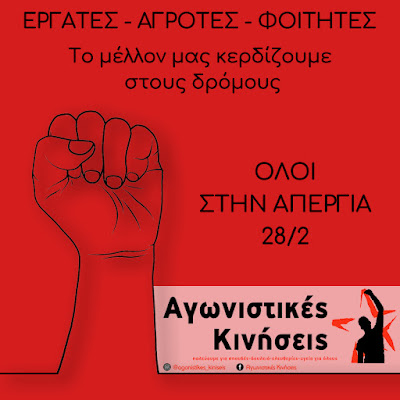 ΕΡΓΑΤΕΣ - ΑΓΡΟΤΕΣ - ΦΟΙΤΗΤΕΣ
Το μέλλον μας κερδίζουμε
στους δρόμους
ΟΛΟΙ
ΣΤΗΝ ΑΠΕΡΓΙΑ
28/2
Αγωνιστικές
Κινήσεις
Αγωνιστικές Κινήσεις